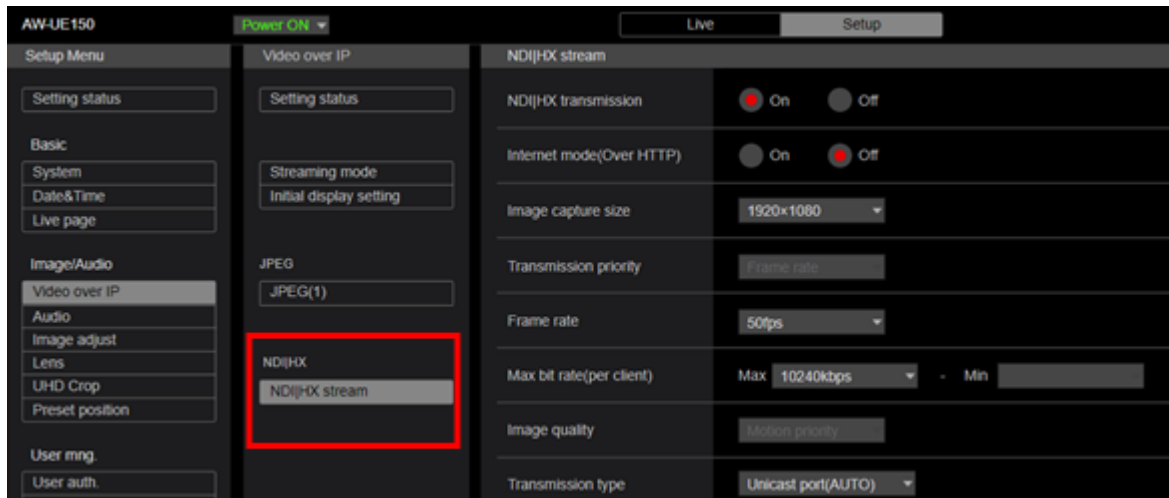 AW-UE150
Power ON
Live
Setup
Setup Menu
Setting status
Basic
System
Date&Time
Live page
Image/Audio
Video over IP
Audio
Image adjust
Lens
UHD Crop
Preset position
User mng.
User auth.
Video over IP
Setting status
Streaming mode
Initial display setting
JPEG
JPEG(1)
NDI|HX
NDI|HX stream
NDI|HX stream
NDI|HX transmission On Off
Internet mode(Over HTTP) On Off
Image capture size 1920×1080
Transmission priority Frame rate
Frame rate 50fps
Max bit rate(per client) Max 10240kbps - Min
Image quality Motion priority
Transmission type Unicast port(AUTO)